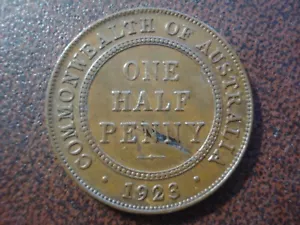 COMMONWEALTH OF AUSTRALIA
ONE
HALF
PENNY
· 1923 ·